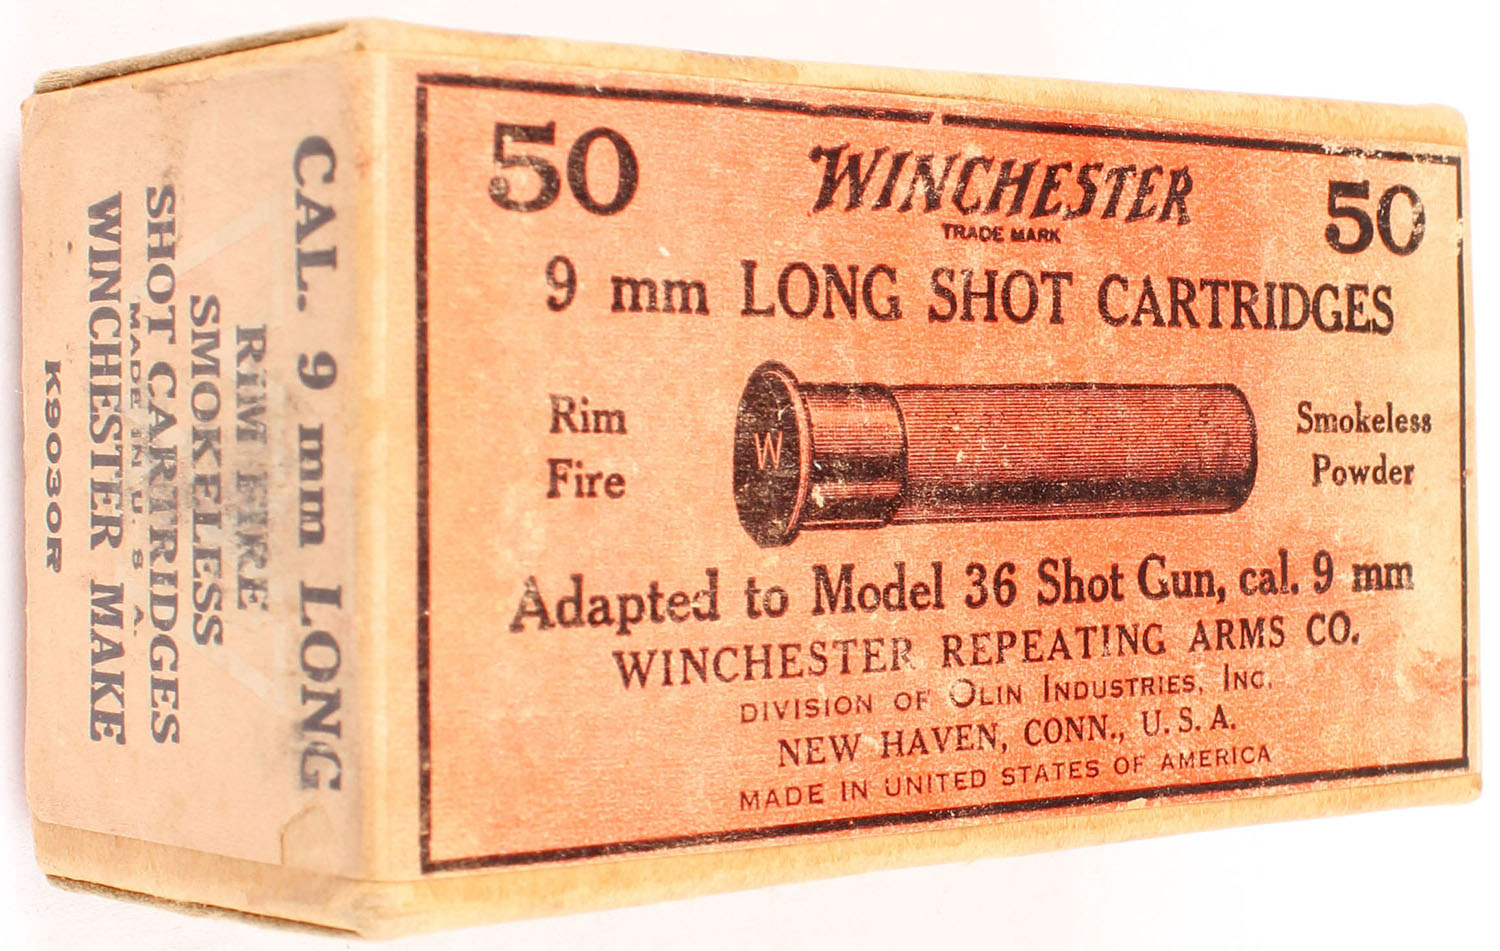 50 WINCHESTER 50
TRADE MARK
9 mm LONG SHOT CARTRIDGES
Rim
Fire
W
Smokeless
Powder
Adapted to Model 36 Shot Gun, cal. 9 mm
WINCHESTER REPEATING ARMS CO.
DIVISION OF OLIN INDUSTRIES, INC.
NEW HAVEN, CONN., U.S.A.
MADE IN UNITED STATES OF AMERICA
CAL. 9 mm LONG
RIM FIRE
SMOKELESS
SHOT CARTRIDGES
MADE IN U. S. A.
WINCHESTER MAKE
K9030R